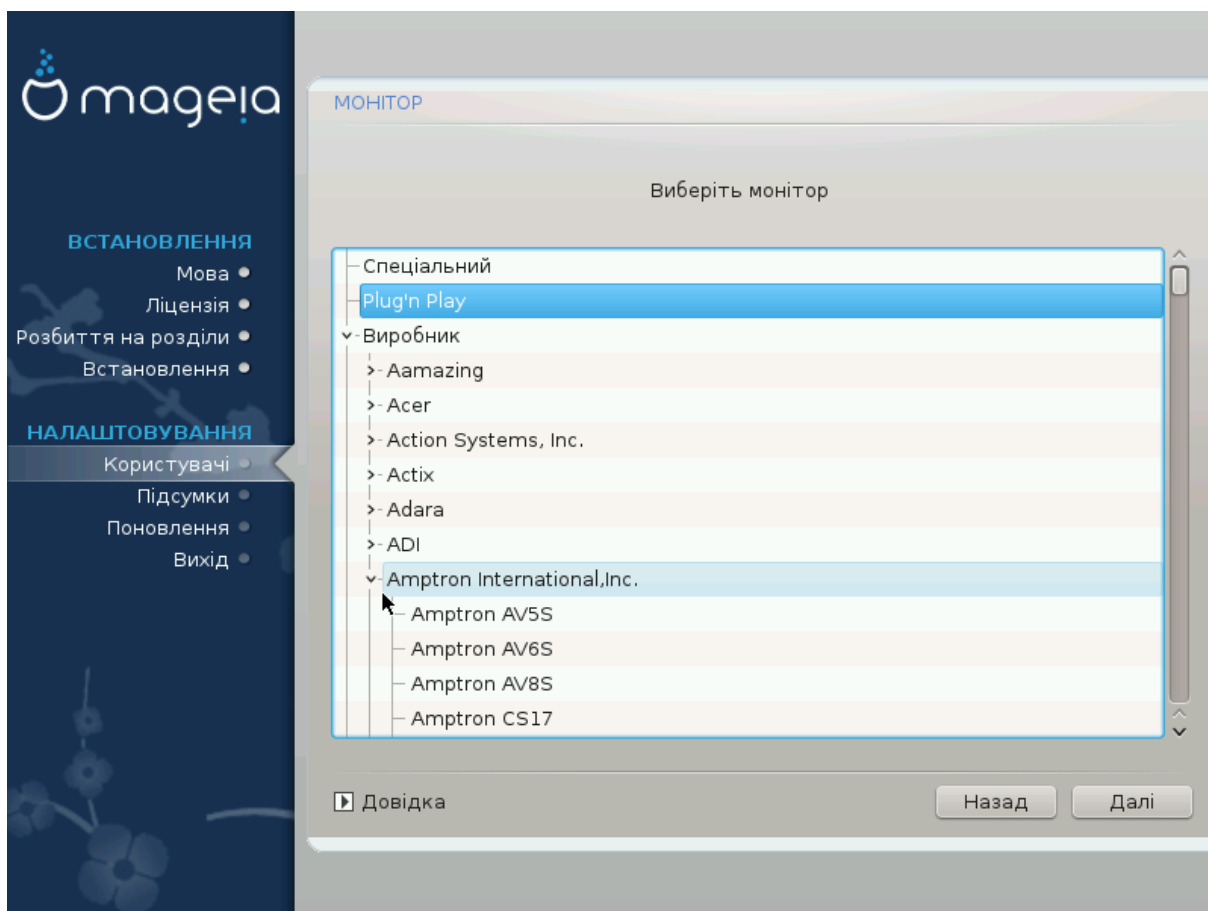 mageia
ВСТАНОВЛЕННЯ
Мова
Ліцензія
Розбиття на розділи
Встановлення
НАЛАШТОВУВАННЯ
Користувачі
Підсумки
Поновлення
Вихід
МОНІТОР
Виберіть монітор
Спеціальний
Plug'n Play
Виробник
Aamazing
Acer
Action Systems, Inc.
Actix
Adara
ADI
Amptron International,Inc.
Amptron AV5S
Amptron AV6S
Amptron AV8S
Amptron CS17
Довідка
Назад
Далі